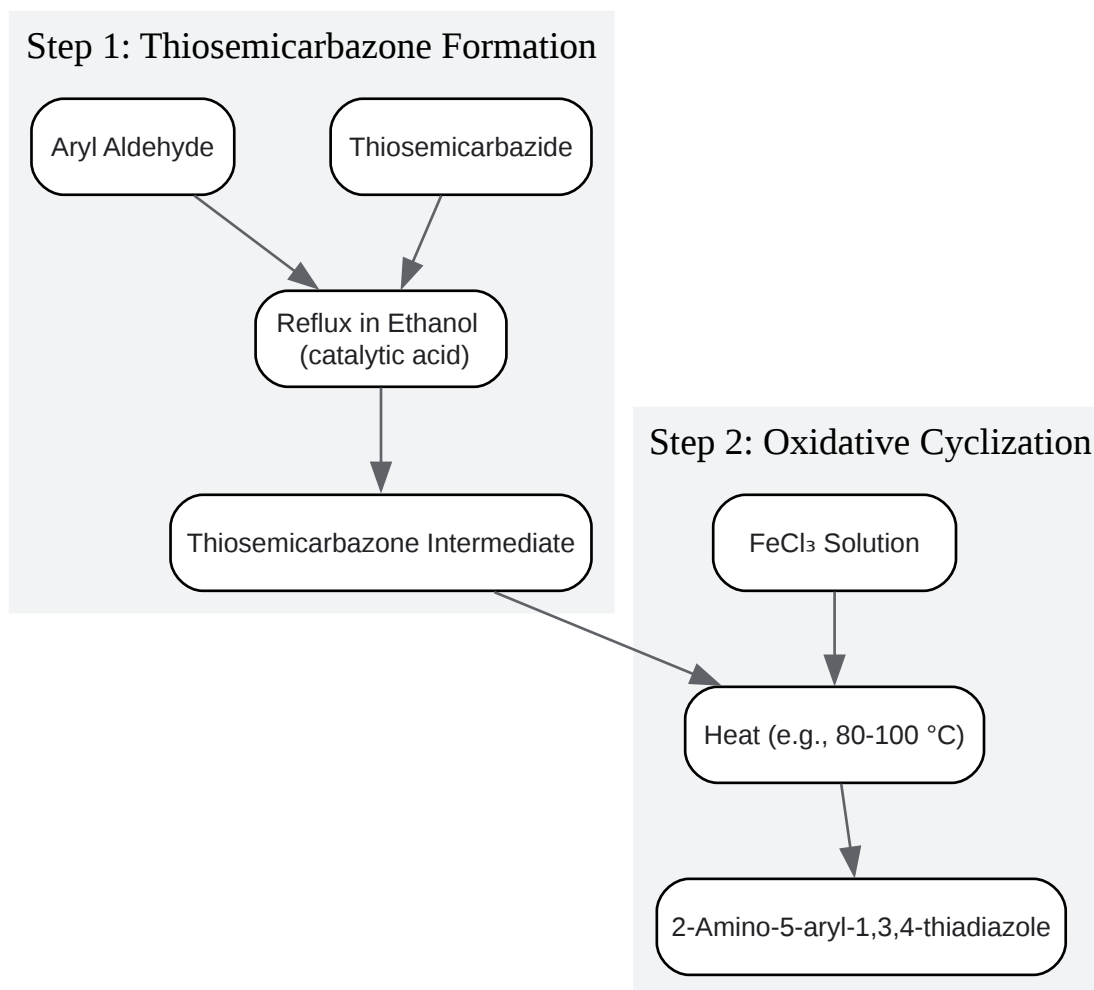 Step 1: Thiosemicarbazone Formation
Aryl Aldehyde
Thiosemicarbazide
Reflux in Ethanol
(catalytic acid)
Thiosemicarbazone Intermediate
Step 2: Oxidative Cyclization
FeCl₃ Solution
Heat (e.g., 80-100 °C)
2-Amino-5-aryl-1,3,4-thiadiazole